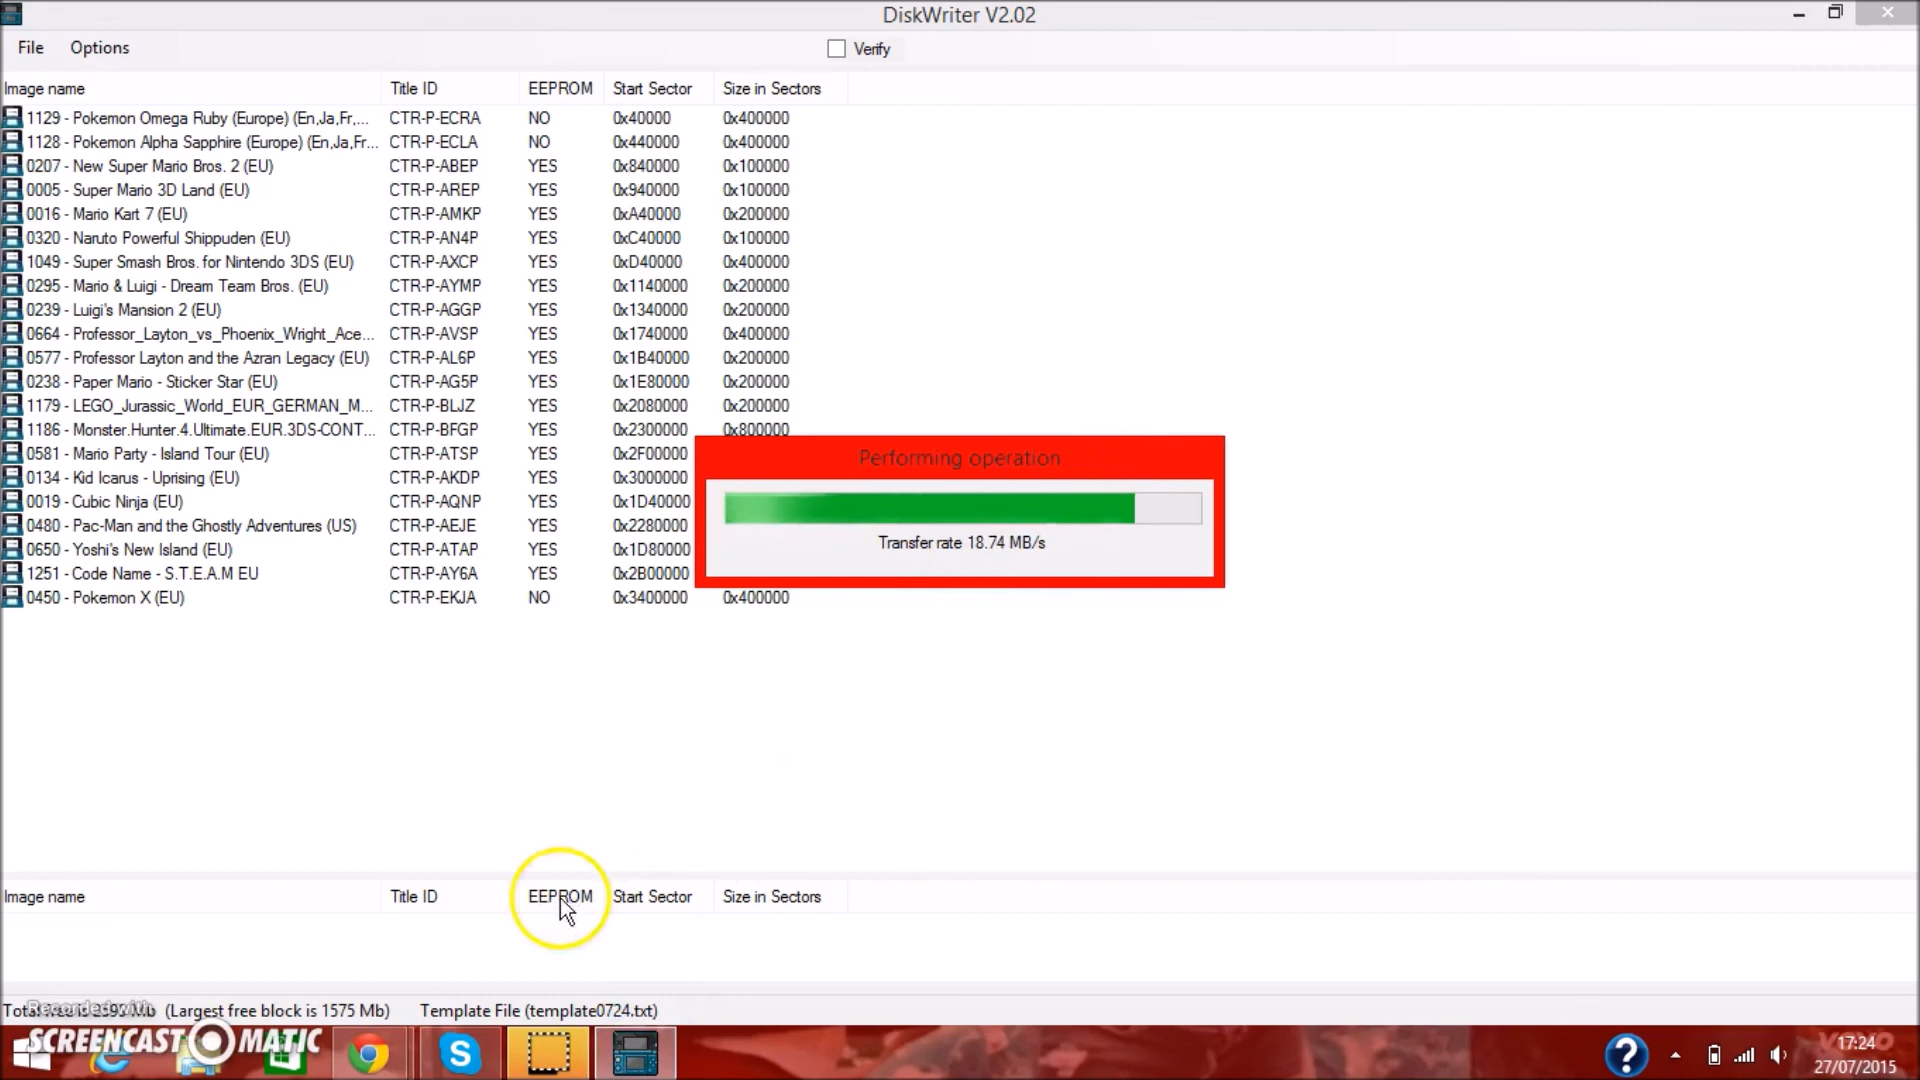 DiskWriter V2.02
File Options Verify
Image name Title ID EEPROM Start Sector Size in Sectors
1129 - Pokemon Omega Ruby (Europe) (En,Ja,Fr,... CTR-P-ECRA NO 0x40000 0x400000
1128 - Pokemon Alpha Sapphire (Europe) (En,Ja,Fr... CTR-P-ECLA NO 0x440000 0x400000
0207 - New Super Mario Bros. 2 (EU) CTR-P-ABEP YES 0x840000 0x100000
0005 - Super Mario 3D Land (EU) CTR-P-AREP YES 0x940000 0x100000
0016 - Mario Kart 7 (EU) CTR-P-AMKP YES 0xA40000 0x200000
0320 - Naruto Powerful Shippuden (EU) CTR-P-AN4P YES 0xC40000 0x100000
1049 - Super Smash Bros. for Nintendo 3DS (EU) CTR-P-AXCP YES 0xD40000 0x400000
0295 - Mario & Luigi - Dream Team Bros. (EU) CTR-P-AYMP YES 0x1140000 0x200000
0239 - Luigi's Mansion 2 (EU) CTR-P-AGGP YES 0x1340000 0x200000
0664 - Professor_Layton_vs_Phoenix_Wright_Ace... CTR-P-AVSP YES 0x1740000 0x400000
0577 - Professor Layton and the Azran Legacy (EU) CTR-P-AL6P YES 0x1B40000 0x200000
0238 - Paper Mario - Sticker Star (EU) CTR-P-AG5P YES 0x1E80000 0x200000
1179 - LEGO_Jurassic_World_EUR_GERMAN_M... CTR-P-BLJZ YES 0x2080000 0x200000
1186 - Monster.Hunter.4.Ultimate.EUR.3DS-CONT... CTR-P-BFGP YES 0x2300000 0x800000
0581 - Mario Party - Island Tour (EU) CTR-P-ATSP YES 0x2F00000
0134 - Kid Icarus - Uprising (EU) CTR-P-AKDP YES 0x3000000
0019 - Cubic Ninja (EU) CTR-P-AQNP YES 0x1D40000
0480 - Pac-Man and the Ghostly Adventures (US) CTR-P-AEJE YES 0x2280000
0650 - Yoshi's New Island (EU) CTR-P-ATAP YES 0x1D80000
1251 - Code Name - S.T.E.A.M EU CTR-P-AY6A YES 0x2B00000
0450 - Pokemon X (EU) CTR-P-EKJA NO 0x3400000 0x400000
Performing operation
Transfer rate 18.74 MB/s
Image name Title ID EEPROM Start Sector Size in Sectors
Total free is Mb (Largest free block is 1575 Mb) Template File (template0724.txt)
Recorded with
SCREENCAST MATIC
17:24
27/07/2015